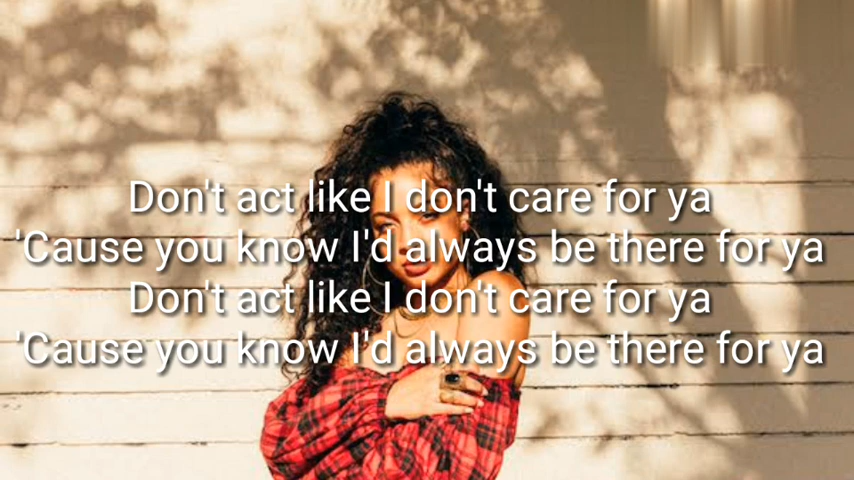 Don't act like I don't care for ya
'Cause you know I'd always be there for ya
Don't act like I don't care for ya
'Cause you know I'd always be there for ya